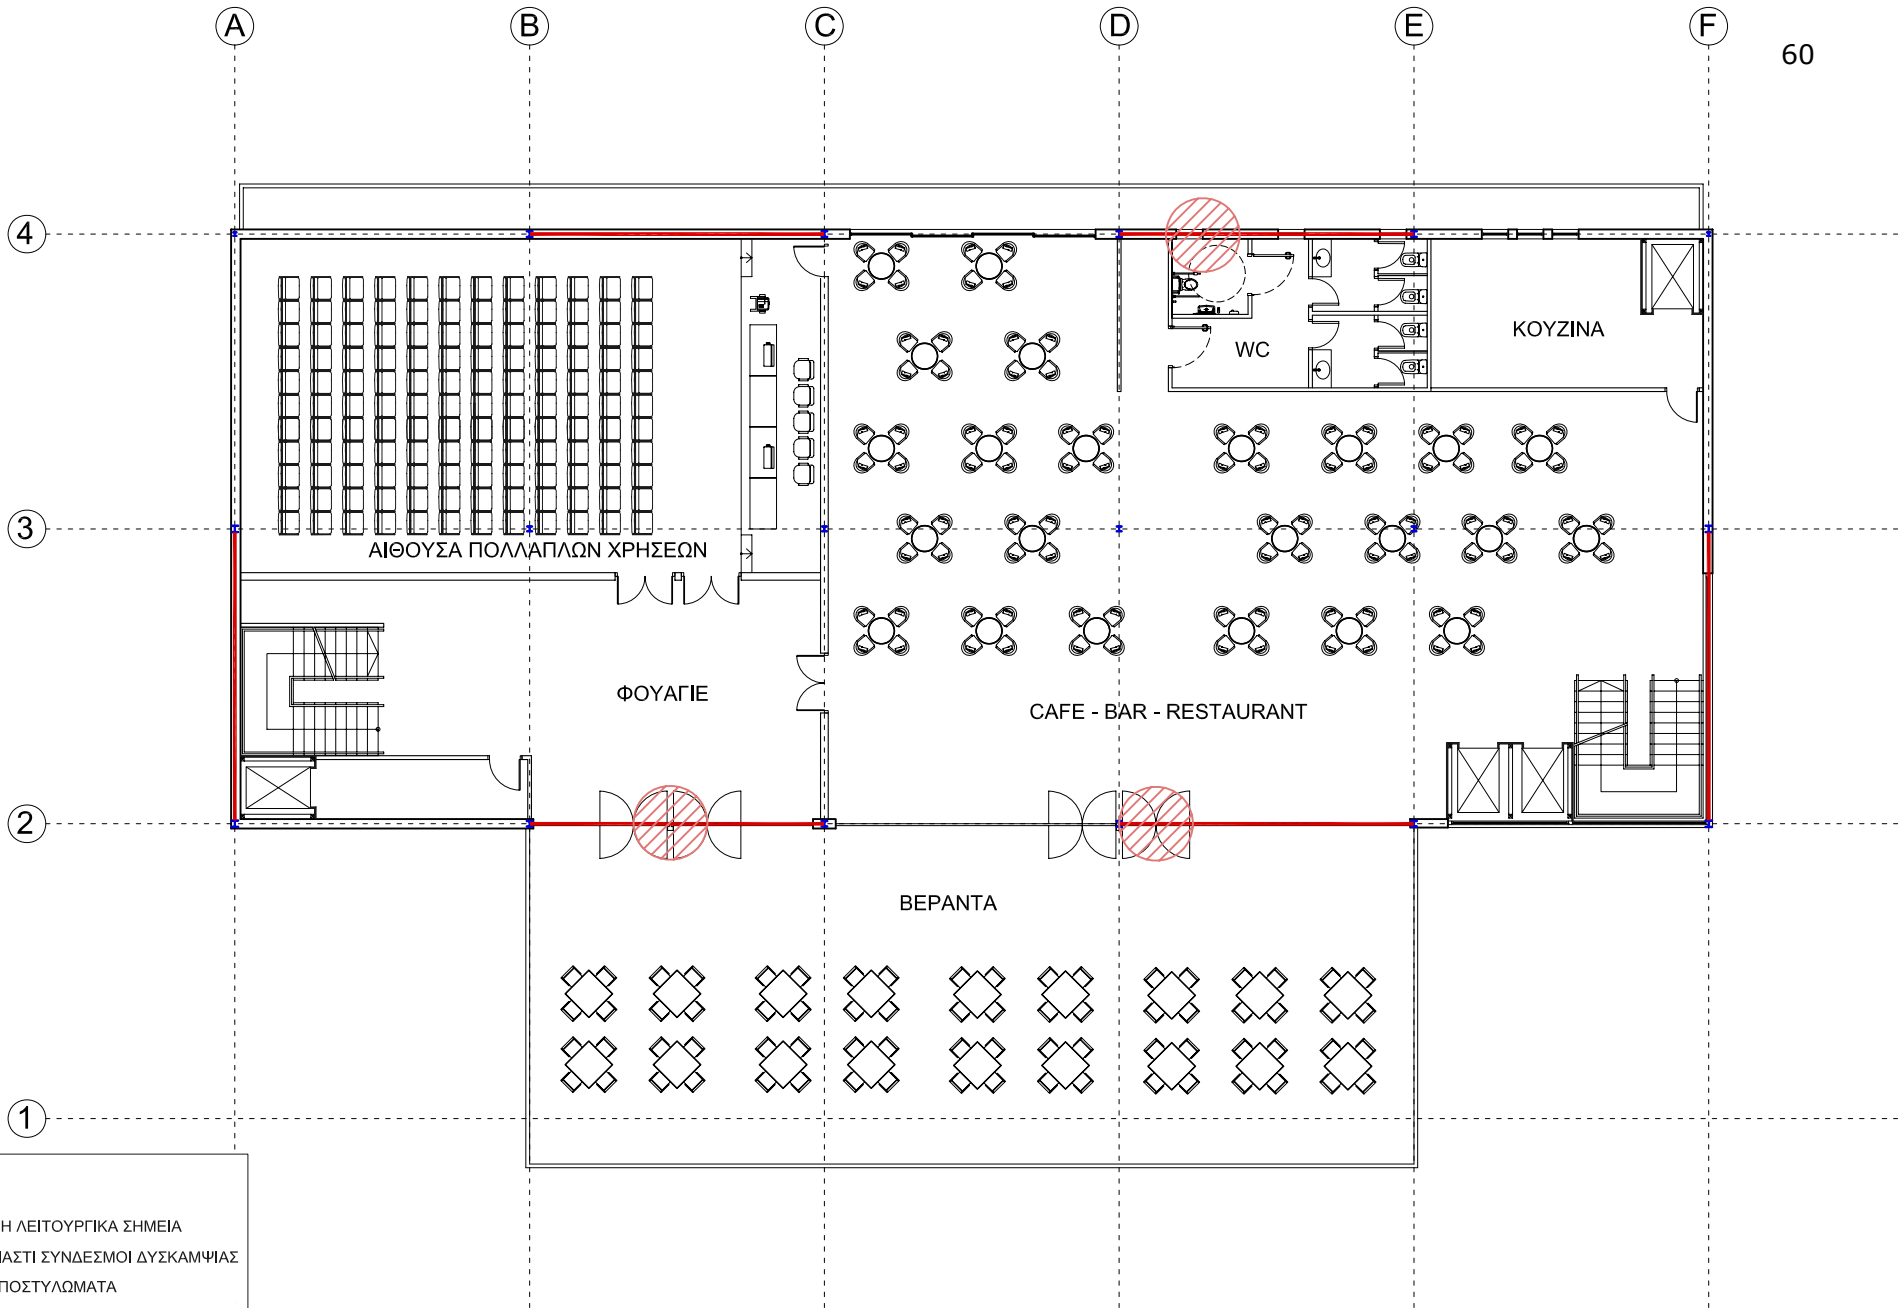 A B C D E F
60
4
ΚΟΥΖΙΝΑ
WC
3
ΑΙΘΟΥΣΑ ΠΟΛΛΑΠΛΩΝ ΧΡΗΣΕΩΝ
ΦΟΥΑΓΙΕ
CAFE - BAR - RESTAURANT
2
ΒΕΡΑΝΤΑ
1
Η ΛΕΙΤΟΥΡΓΙΚΑ ΣΗΜΕΙΑ
ΙΑΣΤΙ ΣΥΝΔΕΣΜΟΙ ΔΥΣΚΑΜΨΙΑΣ
ΠΟΣΤΥΛΩΜΑΤΑ